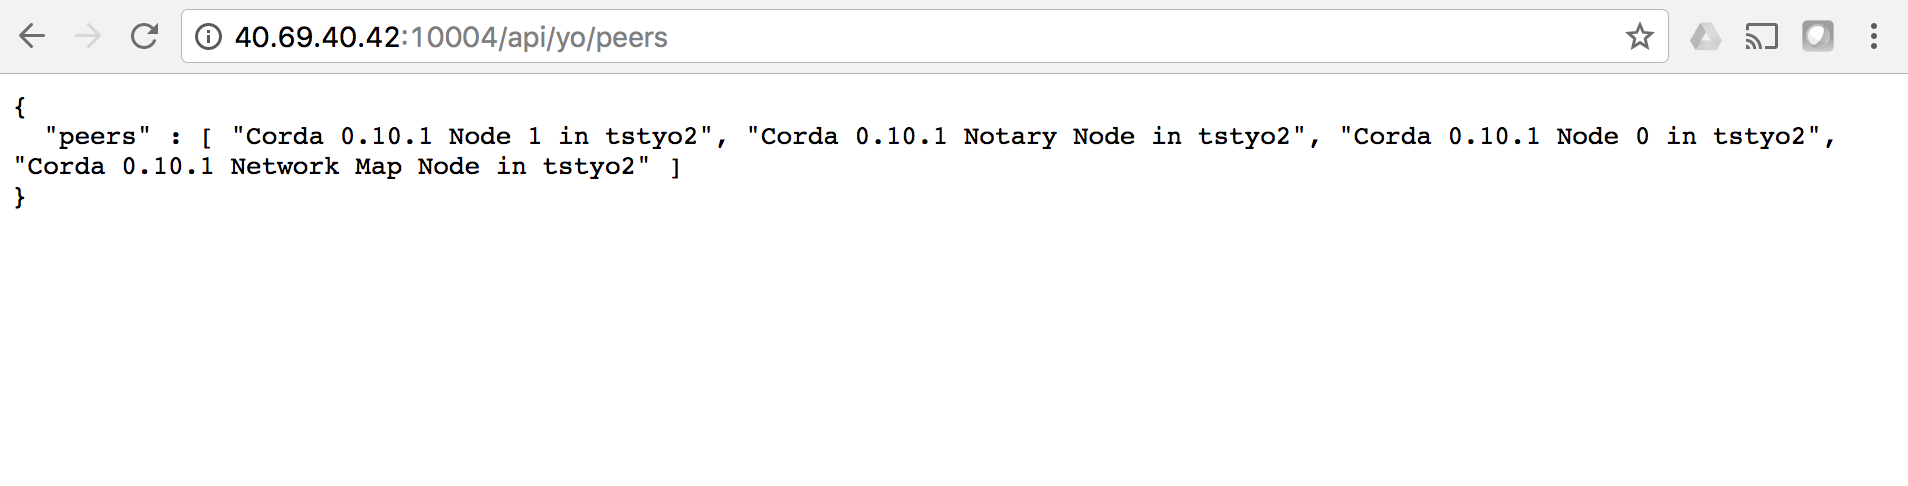 40.69.40.42:10004/api/yo/peers
{
  "peers" : [ "Corda 0.10.1 Node 1 in tstyo2", "Corda 0.10.1 Notary Node in tstyo2", "Corda 0.10.1 Node 0 in tstyo2",
"Corda 0.10.1 Network Map Node in tstyo2" ]
}